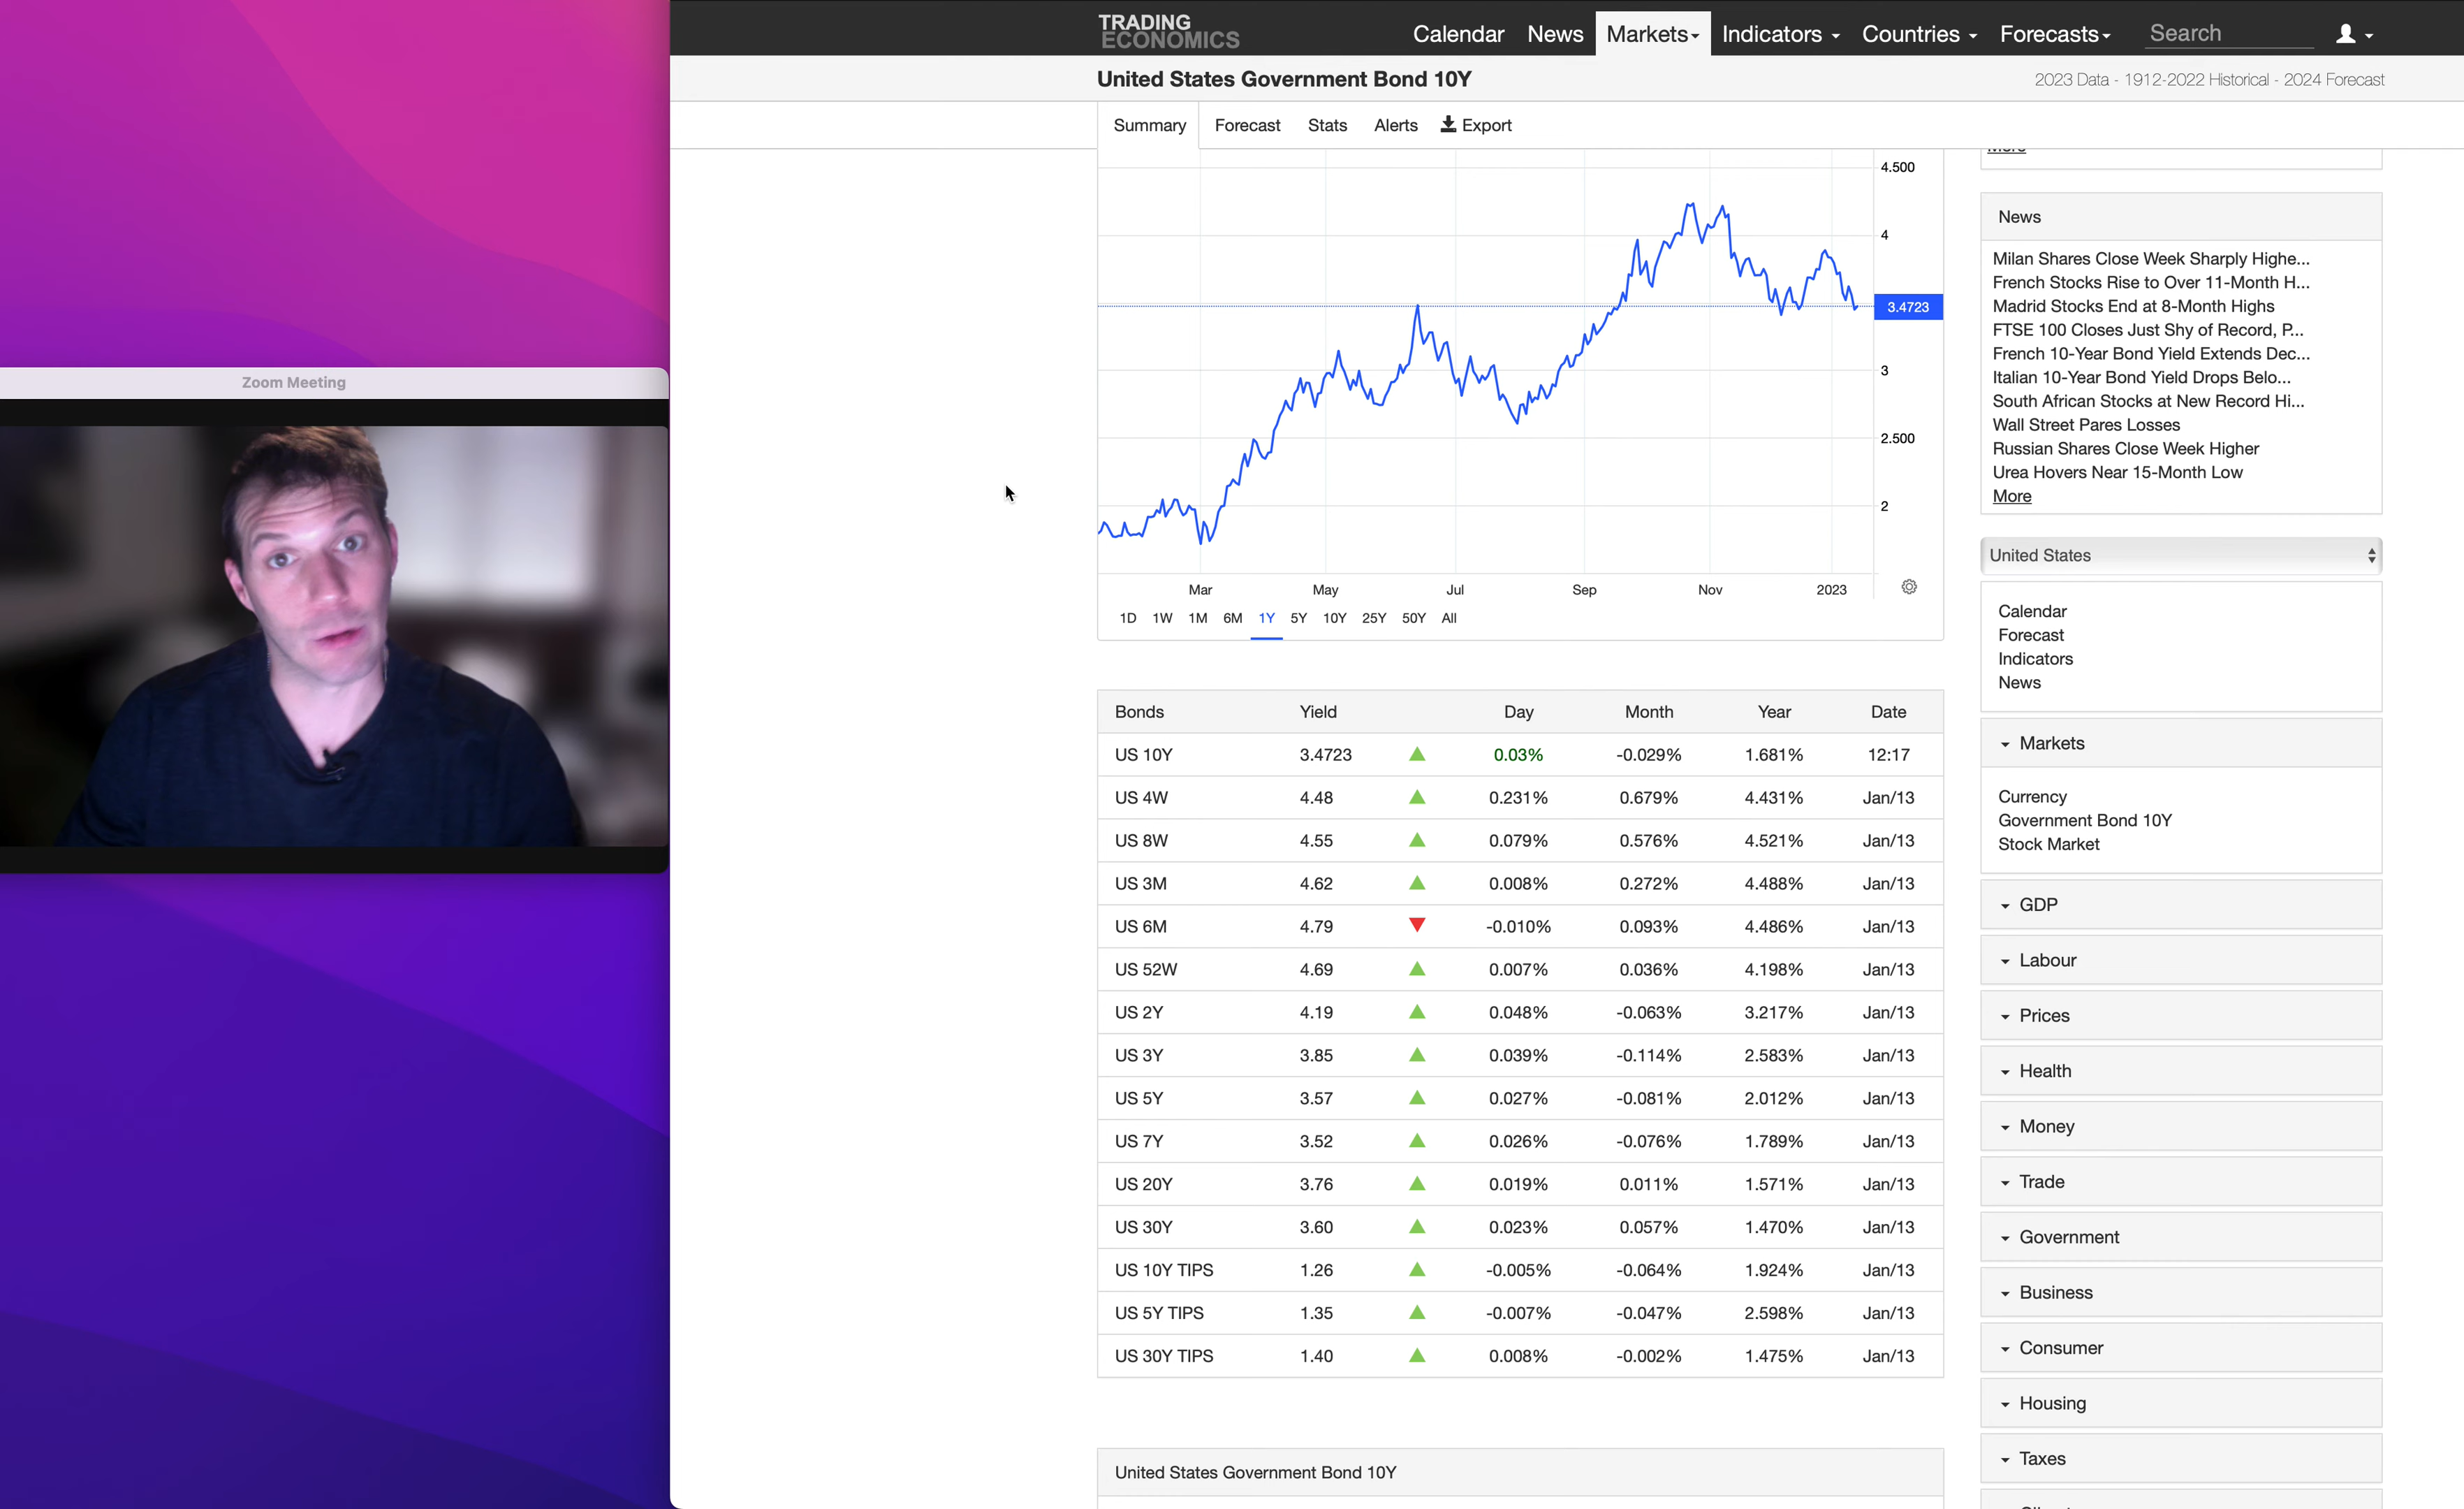 TRADING
ECONOMICS
Calendar News Markets Indicators Countries Forecasts Search
United States Government Bond 10Y
2023 Data - 1912-2022 Historical - 2024 Forecast
Summary Forecast Stats Alerts Export
4.500
4
3.4723
3
2.500
2
Mar May Jul Sep Nov 2023
1D 1W 1M 6M 1Y 5Y 10Y 25Y 50Y All
Zoom Meeting
Bonds Yield Day Month Year Date
US 10Y 3.4723 0.03% -0.029% 1.681% 12:17
US 4W 4.48 0.231% 0.679% 4.431% Jan/13
US 8W 4.55 0.079% 0.576% 4.521% Jan/13
US 3M 4.62 0.008% 0.272% 4.488% Jan/13
US 6M 4.79 -0.010% 0.093% 4.486% Jan/13
US 52W 4.69 0.007% 0.036% 4.198% Jan/13
US 2Y 4.19 0.048% -0.063% 3.217% Jan/13
US 3Y 3.85 0.039% -0.114% 2.583% Jan/13
US 5Y 3.57 0.027% -0.081% 2.012% Jan/13
US 7Y 3.52 0.026% -0.076% 1.789% Jan/13
US 20Y 3.76 0.019% 0.011% 1.571% Jan/13
US 30Y 3.60 0.023% 0.057% 1.470% Jan/13
US 10Y TIPS 1.26 -0.005% -0.064% 1.924% Jan/13
US 5Y TIPS 1.35 -0.007% -0.047% 2.598% Jan/13
US 30Y TIPS 1.40 0.008% -0.002% 1.475% Jan/13
United States Government Bond 10Y
More
News
Milan Shares Close Week Sharply Highe...
French Stocks Rise to Over 11-Month H...
Madrid Stocks End at 8-Month Highs
FTSE 100 Closes Just Shy of Record, P...
French 10-Year Bond Yield Extends Dec...
Italian 10-Year Bond Yield Drops Belo...
South African Stocks at New Record Hi...
Wall Street Pares Losses
Russian Shares Close Week Higher
Urea Hovers Near 15-Month Low
More
United States
Calendar
Forecast
Indicators
News
Markets
Currency
Government Bond 10Y
Stock Market
GDP
Labour
Prices
Health
Money
Trade
Government
Business
Consumer
Housing
Taxes